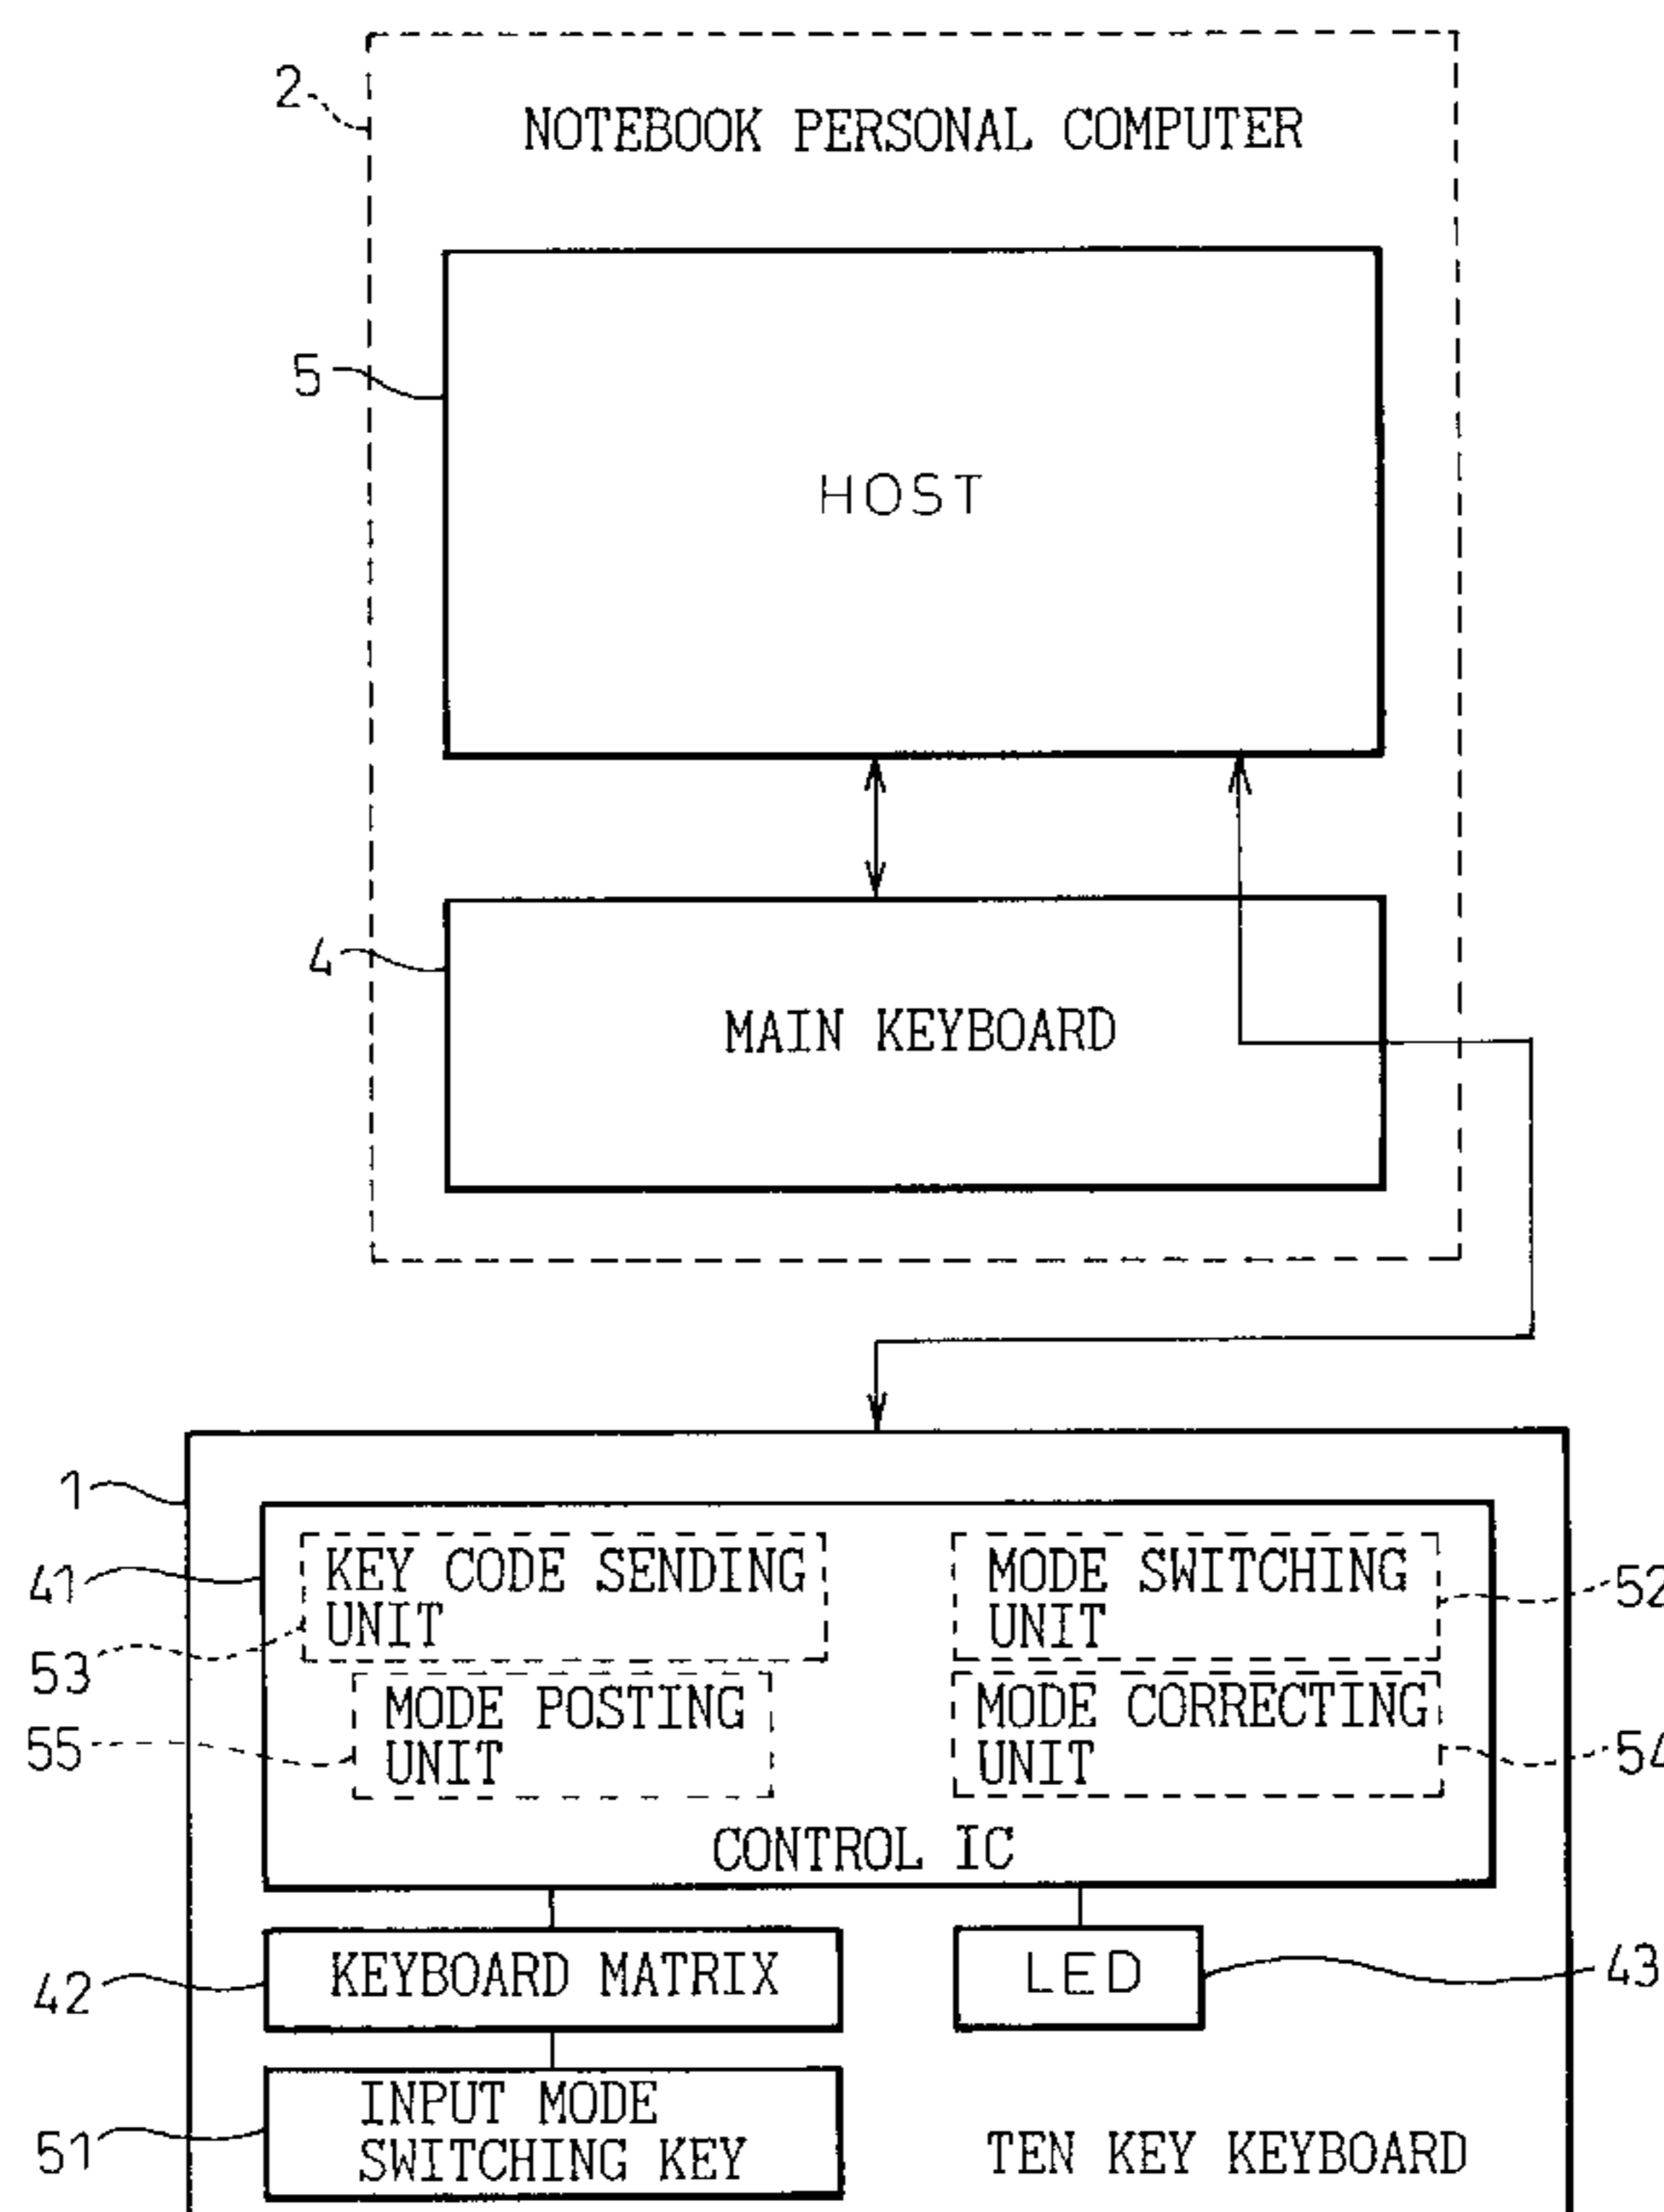 2
NOTEBOOK PERSONAL COMPUTER
5
HOST
4
MAIN KEYBOARD
1
41
KEY CODE SENDING
UNIT
MODE SWITCHING
UNIT
52
53
MODE POSTING
UNIT
MODE CORRECTING
UNIT
55
54
CONTROL IC
42
KEYBOARD MATRIX
LED
43
51
INPUT MODE
SWITCHING KEY
TEN KEY KEYBOARD